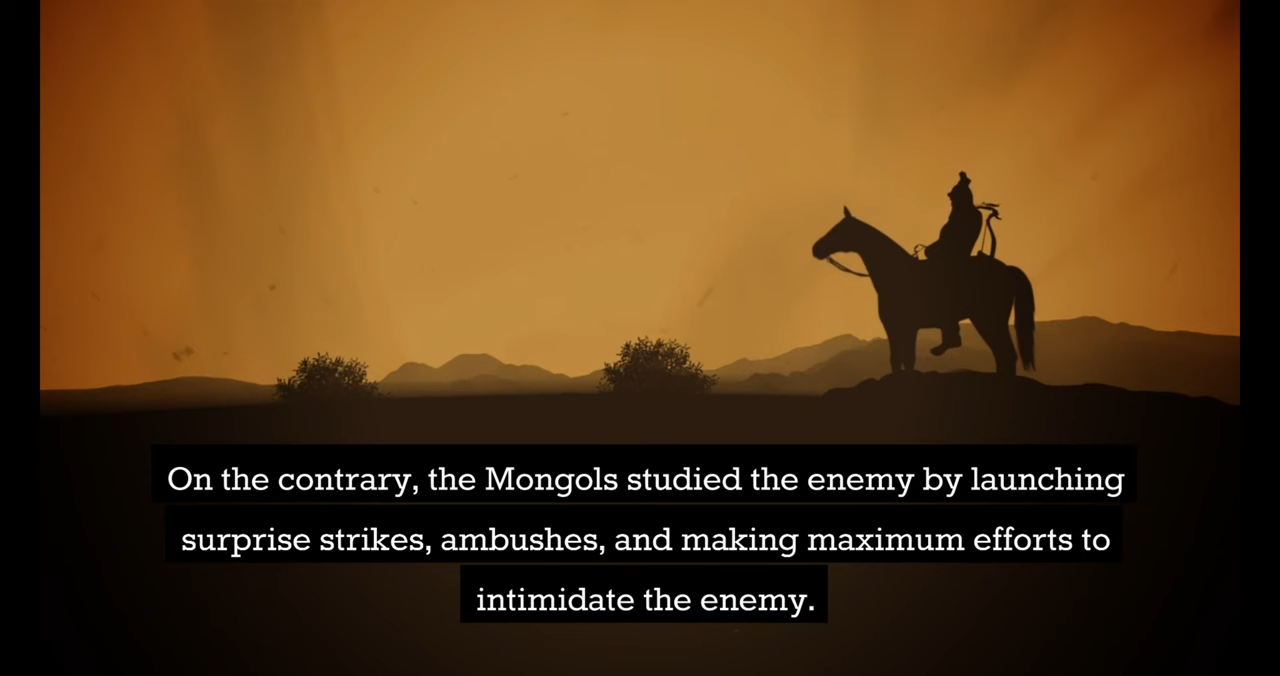 On the contrary, the Mongols studied the enemy by launching
surprise strikes, ambushes, and making maximum efforts to
intimidate the enemy.